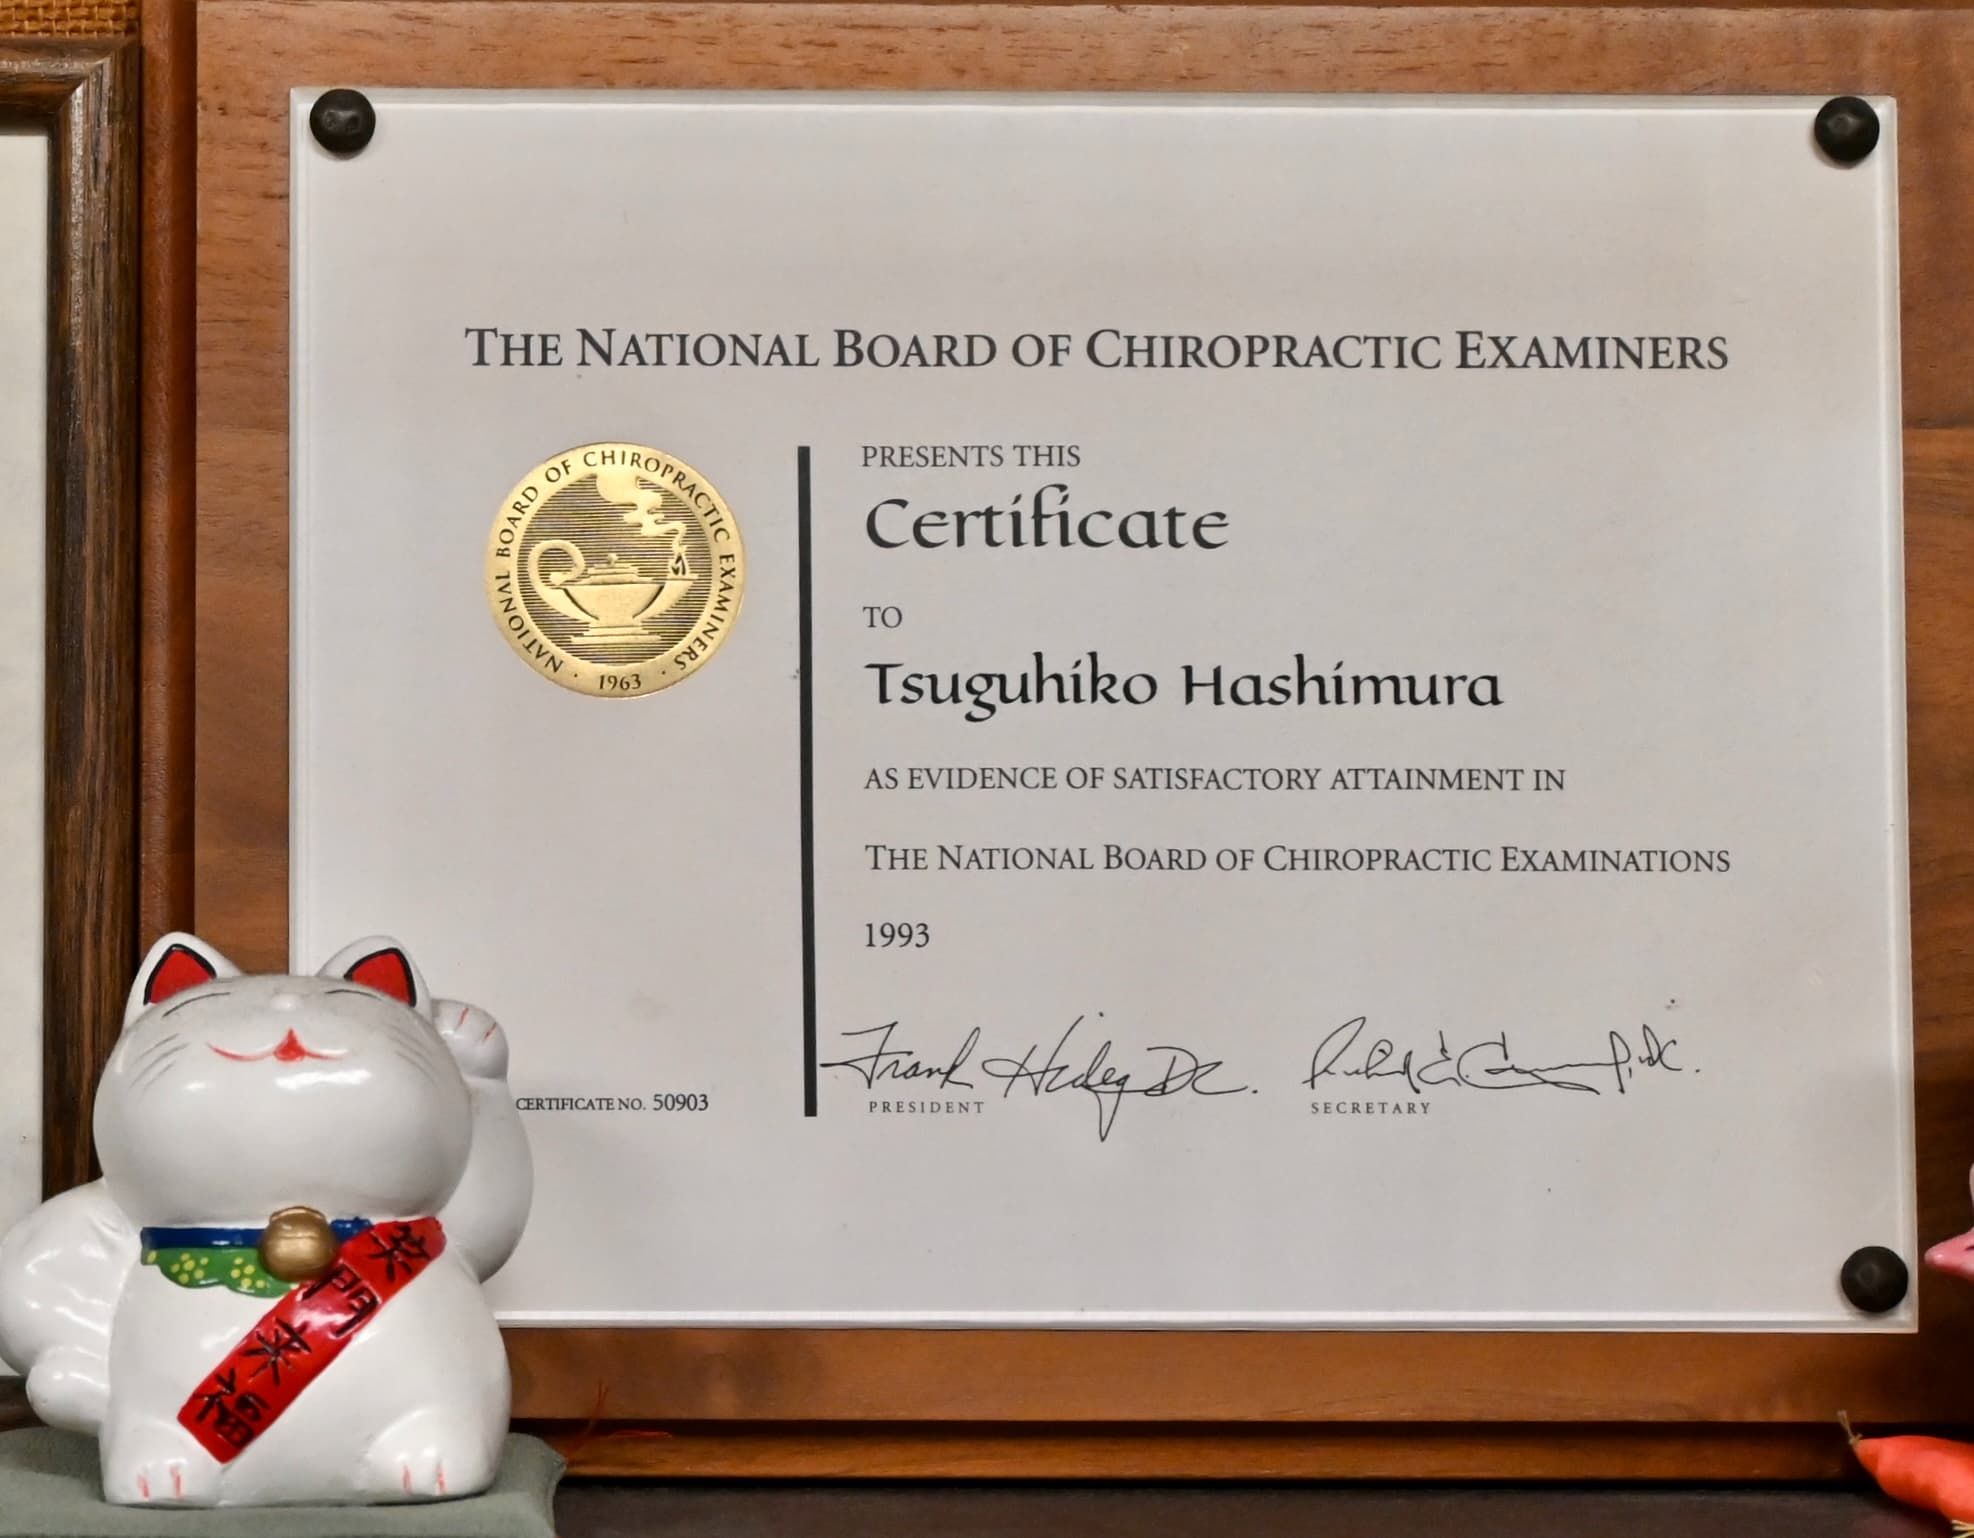 THE NATIONAL BOARD OF CHIROPRACTIC EXAMINERS
NATIONAL BOARD OF CHIROPRACTIC EXAMINERS · 1963 ·
PRESENTS THIS
Certificate
TO
Tsuguhiko Hashimura
AS EVIDENCE OF SATISFACTORY ATTAINMENT IN
THE NATIONAL BOARD OF CHIROPRACTIC EXAMINATIONS
1993
Frank Hideg DC.
PRESIDENT
SECRETARY
CERTIFICATE NO. 50903
笑門来福